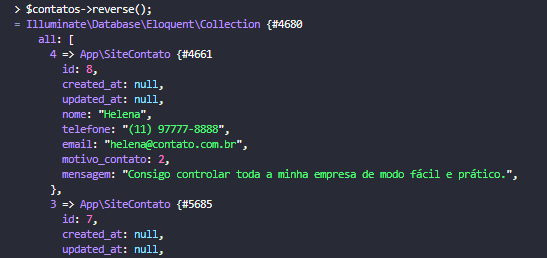 > $contatos->reverse();
= Illuminate\Database\Eloquent\Collection {#4680
all: [
4 => App\SiteContato {#4661
id: 8,
created_at: null,
updated_at: null,
nome: "Helena",
telefone: "(11) 97777-8888",
email: "helena@contato.com.br",
motivo_contato: 2,
mensagem: "Consigo controlar toda a minha empresa de modo fácil e prático.",
},
3 => App\SiteContato {#5685
id: 7,
created_at: null,
updated_at: null,